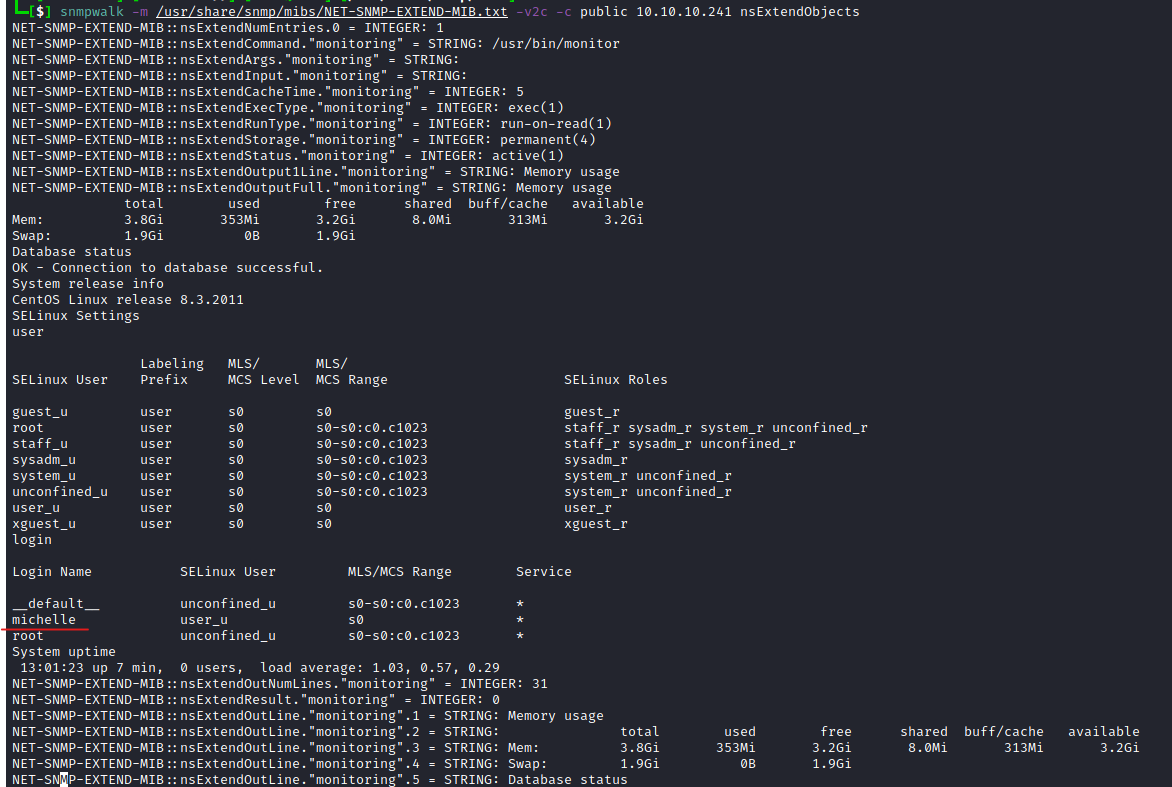 [$] snmpwalk -m /usr/share/snmp/mibs/NET-SNMP-EXTEND-MIB.txt -v2c -c public 10.10.10.241 nsExtendObjects
NET-SNMP-EXTEND-MIB::nsExtendNumEntries.0 = INTEGER: 1
NET-SNMP-EXTEND-MIB::nsExtendCommand."monitoring" = STRING: /usr/bin/monitor
NET-SNMP-EXTEND-MIB::nsExtendArgs."monitoring" = STRING:
NET-SNMP-EXTEND-MIB::nsExtendInput."monitoring" = STRING:
NET-SNMP-EXTEND-MIB::nsExtendCacheTime."monitoring" = INTEGER: 5
NET-SNMP-EXTEND-MIB::nsExtendExecType."monitoring" = INTEGER: exec(1)
NET-SNMP-EXTEND-MIB::nsExtendRunType."monitoring" = INTEGER: run-on-read(1)
NET-SNMP-EXTEND-MIB::nsExtendStorage."monitoring" = INTEGER: permanent(4)
NET-SNMP-EXTEND-MIB::nsExtendStatus."monitoring" = INTEGER: active(1)
NET-SNMP-EXTEND-MIB::nsExtendOutput1Line."monitoring" = STRING: Memory usage
NET-SNMP-EXTEND-MIB::nsExtendOutputFull."monitoring" = STRING: Memory usage
              total        used        free      shared  buff/cache   available
Mem:          3.8Gi       353Mi       3.2Gi       8.0Mi       313Mi       3.2Gi
Swap:         1.9Gi          0B       1.9Gi
Database status
OK - Connection to database successful.
System release info
CentOS Linux release 8.3.2011
SELinux Settings
user
                Labeling   MLS/       MLS/
SELinux User    Prefix     MCS Level  MCS Range                      SELinux Roles
guest_u         user       s0         s0                             guest_r
root            user       s0         s0-s0:c0.c1023                 staff_r sysadm_r system_r unconfined_r
staff_u         user       s0         s0-s0:c0.c1023                 staff_r sysadm_r unconfined_r
sysadm_u        user       s0         s0-s0:c0.c1023                 sysadm_r
system_u        user       s0         s0-s0:c0.c1023                 system_r unconfined_r
unconfined_u    user       s0         s0-s0:c0.c1023                 system_r unconfined_r
user_u          user       s0         s0                             user_r
xguest_u        user       s0         s0                             xguest_r
login
Login Name           SELinux User         MLS/MCS Range        Service
__default__          unconfined_u         s0-s0:c0.c1023       *
michelle             user_u               s0                   *
root                 unconfined_u         s0-s0:c0.c1023       *
System uptime
 13:01:23 up 7 min,  0 users,  load average: 1.03, 0.57, 0.29
NET-SNMP-EXTEND-MIB::nsExtendOutNumLines."monitoring" = INTEGER: 31
NET-SNMP-EXTEND-MIB::nsExtendResult."monitoring" = INTEGER: 0
NET-SNMP-EXTEND-MIB::nsExtendOutLine."monitoring".1 = STRING: Memory usage
NET-SNMP-EXTEND-MIB::nsExtendOutLine."monitoring".2 = STRING:               total        used        free      shared  buff/cache   available
NET-SNMP-EXTEND-MIB::nsExtendOutLine."monitoring".3 = STRING: Mem:          3.8Gi       353Mi       3.2Gi       8.0Mi       313Mi       3.2Gi
NET-SNMP-EXTEND-MIB::nsExtendOutLine."monitoring".4 = STRING: Swap:         1.9Gi          0B       1.9Gi
NET-SNMP-EXTEND-MIB::nsExtendOutLine."monitoring".5 = STRING: Database status